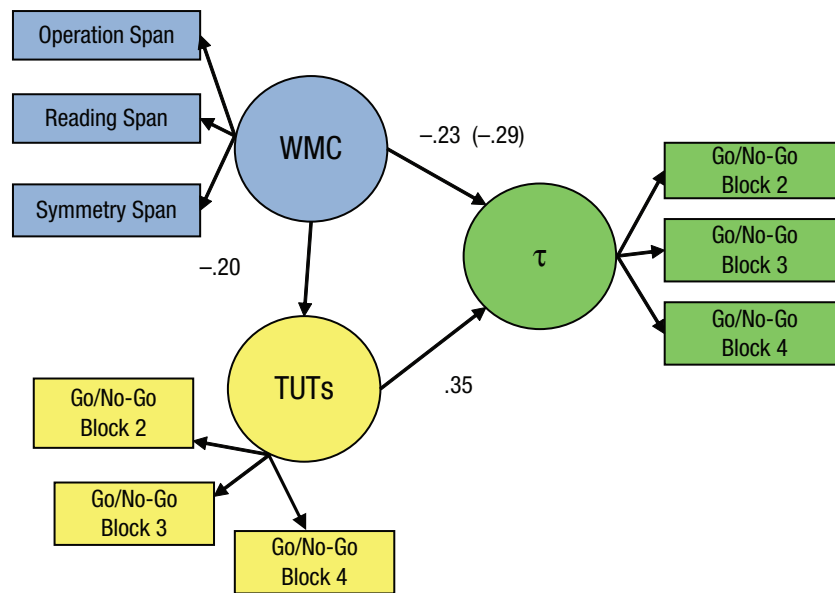 Operation Span
Reading Span
Symmetry Span
WMC
–.23 (–.29)
Go/No-Go
Block 2
Go/No-Go
Block 3
Go/No-Go
Block 4
τ
–.20
TUTs
.35
Go/No-Go
Block 2
Go/No-Go
Block 3
Go/No-Go
Block 4